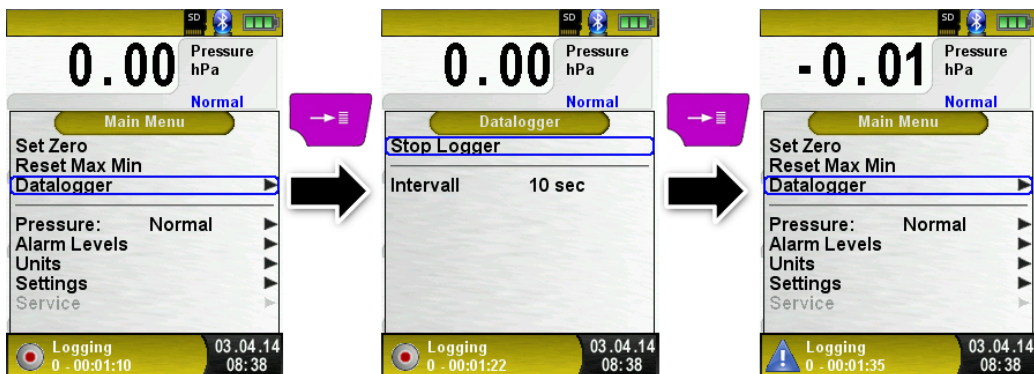 SD
0.00
Pressure
hPa
Normal
Main Menu
Set Zero
Reset Max Min
Datalogger
Pressure: Normal
Alarm Levels
Units
Settings
Service
Logging
0 - 00:01:10
03.04.14
08:38
SD
0.00
Pressure
hPa
Normal
Datalogger
Stop Logger
Intervall 10 sec
Logging
0 - 00:01:22
03.04.14
08:38
SD
-0.01
Pressure
hPa
Normal
Main Menu
Set Zero
Reset Max Min
Datalogger
Pressure: Normal
Alarm Levels
Units
Settings
Service
Logging
0 - 00:01:35
03.04.14
08:38